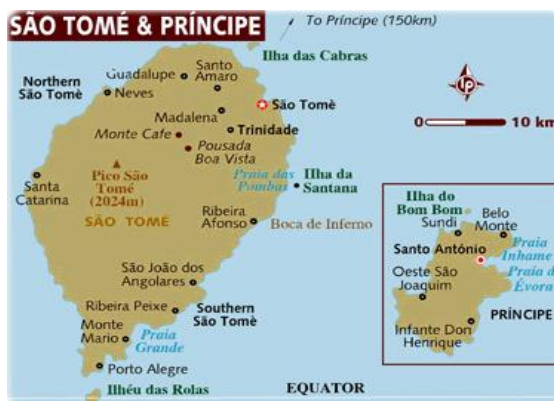 SÃO TOMÉ & PRÍNCIPE
To Príncipe (150km)
Ilha das Cabras
Santo
Amaro
Guadalupe
Northern
São Tomè
Neves
São Tomè
Madalena
Trinidade
Monte Cafe
Pousada
Boa Vista
LP
0 10 km
Pico São
Tomé
(2024m)
Praia das
Pombas
Ilha da
Santana
Santa
Catarina
SÃO TOMÉ
Ribeira
Afonso
Boca de Inferno
São João dos
Angolares
Ribeira Peixe
Southern
São Tomè
Monte
Mario
Praia
Grande
Porto Alegre
Ilhéu das Rolas
EQUATOR
Ilha do
Bom Bom
Sundi
Belo
Monte
Santo António
Praia
Inhame
Praia d
Évora
Oeste São
Joaquim
PRÍNCIPE
Infante Don
Henrique